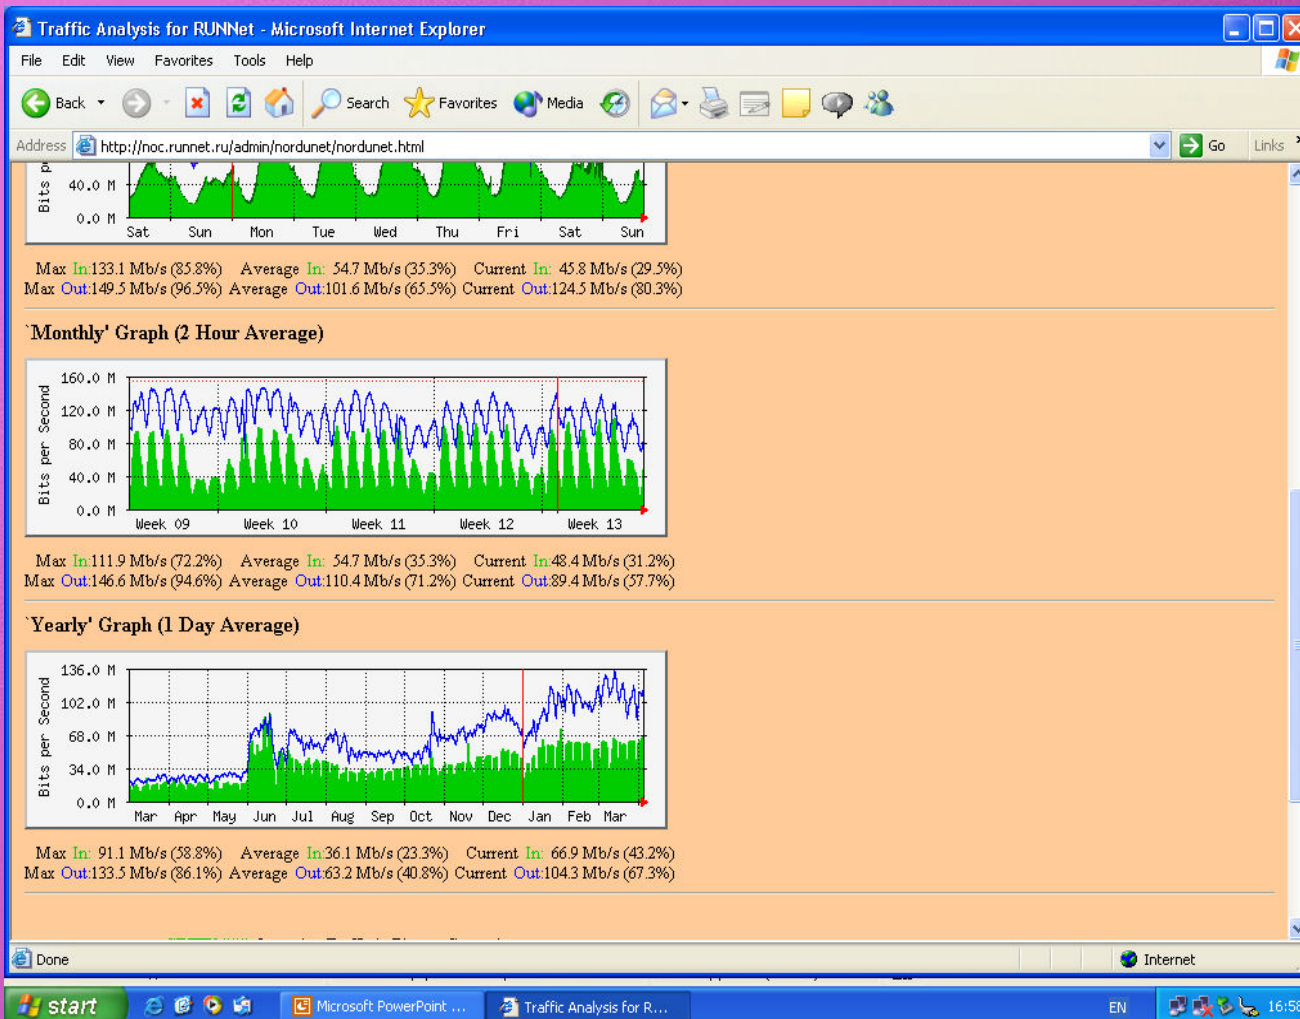 Traffic Analysis for RUNNet - Microsoft Internet Explorer
File Edit View Favorites Tools Help
Back Search Favorites Media
Address http://noc.runnet.ru/admin/nordunet/nordunet.html Go Links
Bits p
40.0 M
0.0 M
Sat Sun Mon Tue Wed Thu Fri Sat Sun
Max In:133.1 Mb/s (85.8%) Average In: 54.7 Mb/s (35.3%) Current In: 45.8 Mb/s (29.5%)
Max Out:149.5 Mb/s (96.5%) Average Out:101.6 Mb/s (65.5%) Current Out:124.5 Mb/s (80.3%)
`Monthly' Graph (2 Hour Average)
Bits per Second
160.0 M
120.0 M
80.0 M
40.0 M
0.0 M
Week 09 Week 10 Week 11 Week 12 Week 13
Max In:111.9 Mb/s (72.2%) Average In: 54.7 Mb/s (35.3%) Current In:48.4 Mb/s (31.2%)
Max Out:146.6 Mb/s (94.6%) Average Out:110.4 Mb/s (71.2%) Current Out:89.4 Mb/s (57.7%)
`Yearly' Graph (1 Day Average)
Bits per Second
136.0 M
102.0 M
68.0 M
34.0 M
0.0 M
Mar Apr May Jun Jul Aug Sep Oct Nov Dec Jan Feb Mar
Max In: 91.1 Mb/s (58.8%) Average In:36.1 Mb/s (23.3%) Current In: 66.9 Mb/s (43.2%)
Max Out:133.5 Mb/s (86.1%) Average Out:63.2 Mb/s (40.8%) Current Out:104.3 Mb/s (67.3%)
Done Internet
start Microsoft PowerPoint ... Traffic Analysis for R... EN 16:58